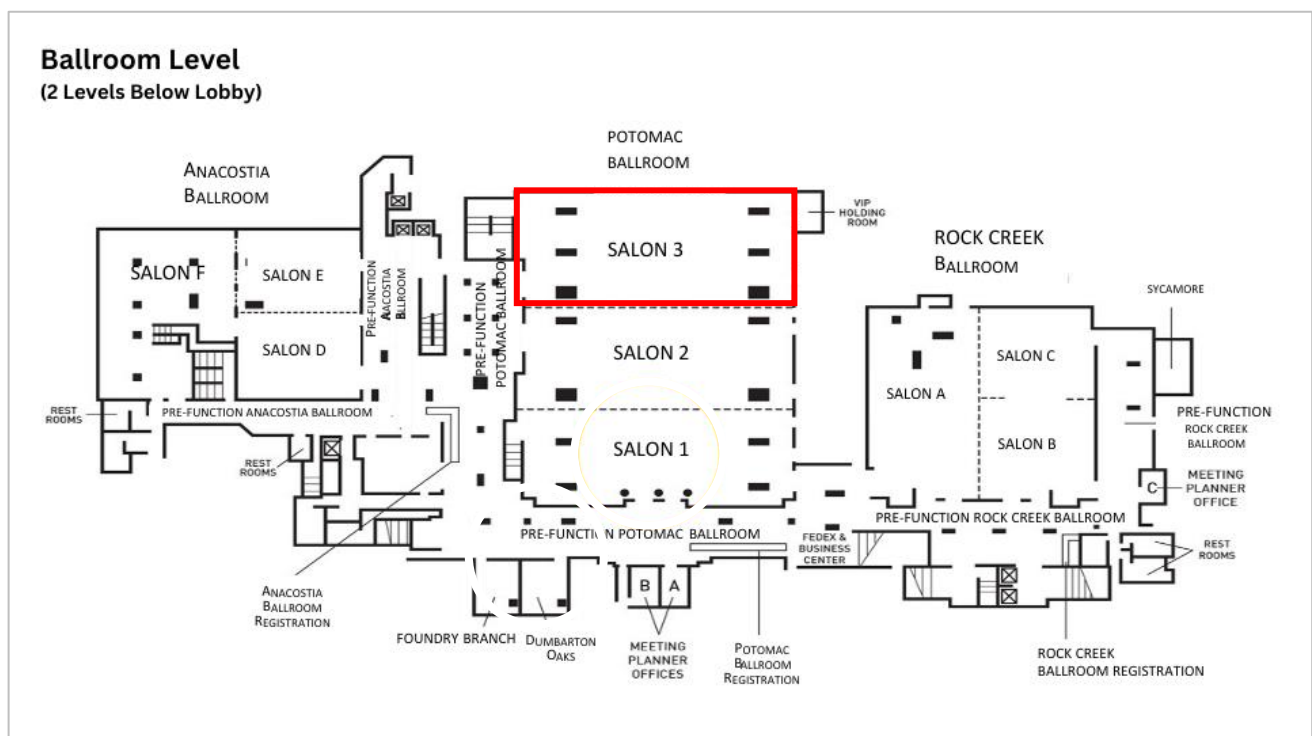 Ballroom Level
(2 Levels Below Lobby)
POTOMAC
BALLROOM
ANACOSTIA
BALLROOM
VIP
HOLDING
ROOM
ROCK CREEK
BALLROOM
SALON 3
SALON F
SALON E
PRE-FUNCTION
ANACOSTIA
BALLROOM
PRE-FUNCTION
POTOMAC BALLROOM
SYCAMORE
SALON D
SALON 2
SALON C
SALON A
REST
ROOMS
PRE-FUNCTION ANACOSTIA BALLROOM
PRE-FUNCTION
ROCK CREEK
BALLROOM
SALON 1
SALON B
REST
ROOMS
C
MEETING
PLANNER
OFFICE
PRE-FUNCTION POTOMAC BALLROOM
FEDEX &
BUSINESS
CENTER
PRE-FUNCTION ROCK CREEK BALLROOM
REST
ROOMS
B A
ANACOSTIA
BALLROOM
REGISTRATION
FOUNDRY BRANCH
DUMBARTON
OAKS
MEETING
PLANNER
OFFICES
POTOMAC
BALLROOM
REGISTRATION
ROCK CREEK
BALLROOM REGISTRATION